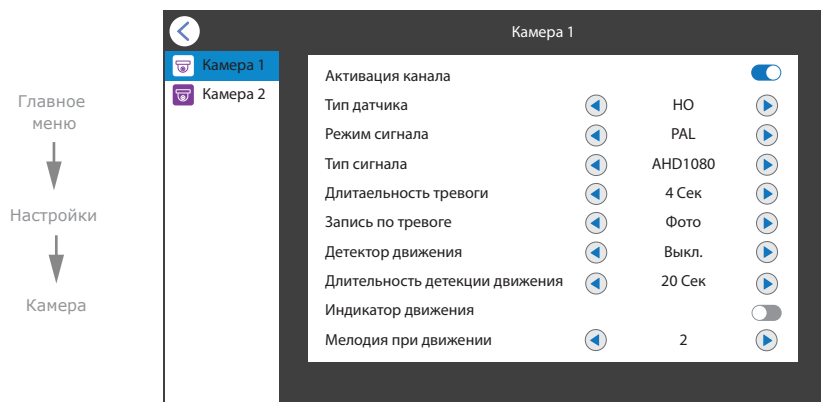 Главное
меню
Настройки
Камера
Камера 1
Камера 1
Камера 2
Активация канала
Тип датчика НО
Режим сигнала PAL
Тип сигнала AHD1080
Длитаельность тревоги 4 Сек
Запись по тревоге Фото
Детектор движения Выкл.
Длительность детекции движения 20 Сек
Индикатор движения
Мелодия при движении 2